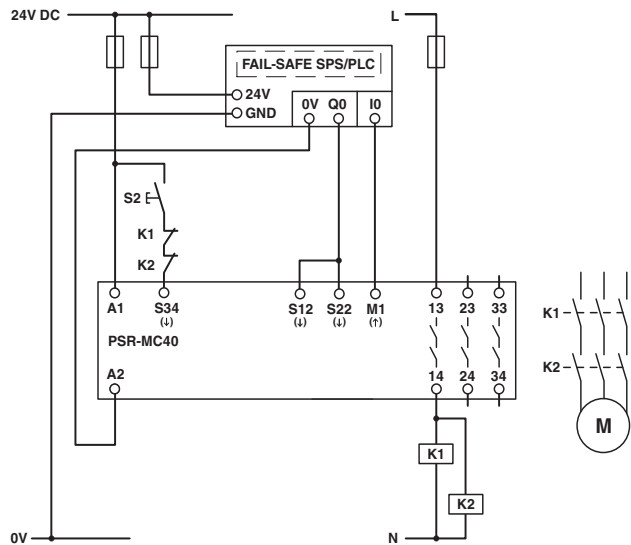 24V DC
L
FAIL-SAFE SPS/PLC
24V
GND
0V Q0 I0
S2
K1
K2
A1 S34 S12 S22 M1 13 23 33
(↓) (↓) (↓) (↑)
PSR-MC40
A2 14 24 34
K1
K2
K1
K2
M
0V
N